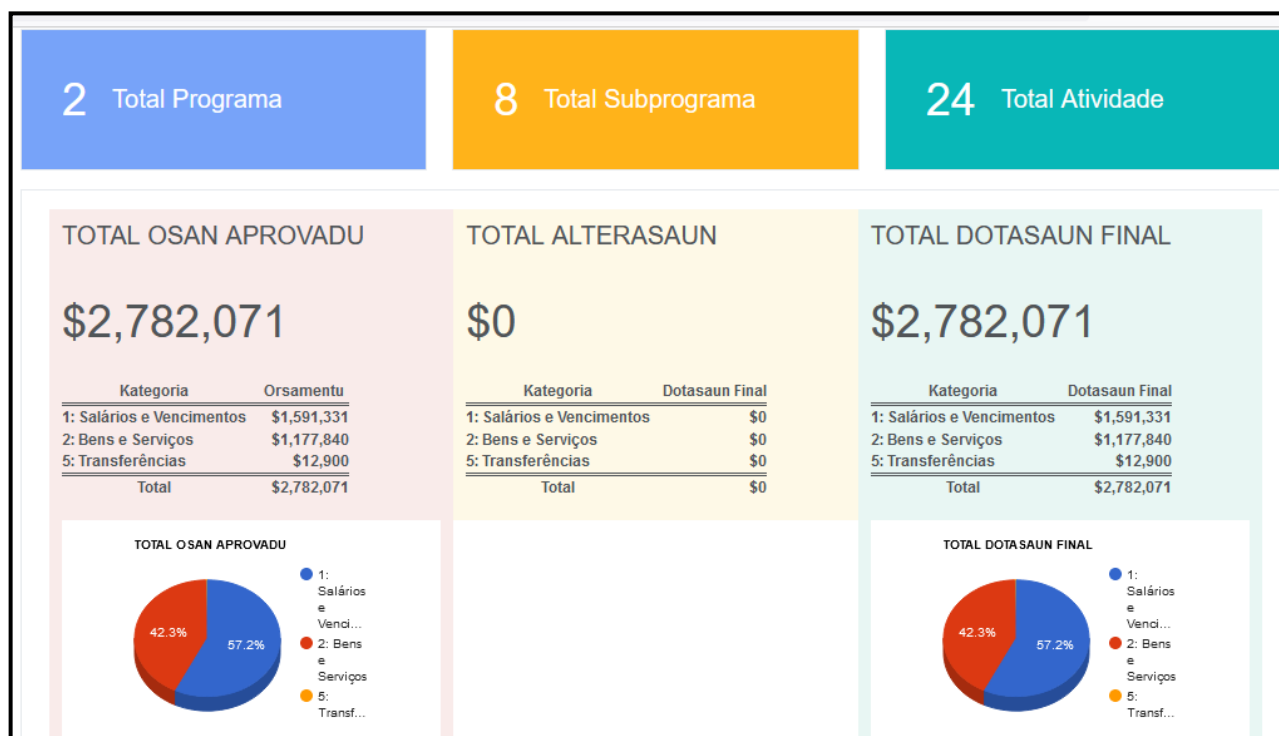 2 Total Programa
8 Total Subprograma
24 Total Atividade
TOTAL OSAN APROVADU
$2,782,071
Kategoria Orsamentu
1: Salários e Vencimentos $1,591,331
2: Bens e Serviços $1,177,840
5: Transferências $12,900
Total $2,782,071
TOTAL OSAN APROVADU
42.3%
57.2%
1:
Salários
e
Venci...
2: Bens
e
Serviços
5:
Transf...
TOTAL ALTERASAUN
$0
Kategoria Dotasaun Final
1: Salários e Vencimentos $0
2: Bens e Serviços $0
5: Transferências $0
Total $0
TOTAL DOTASAUN FINAL
$2,782,071
Kategoria Dotasaun Final
1: Salários e Vencimentos $1,591,331
2: Bens e Serviços $1,177,840
5: Transferências $12,900
Total $2,782,071
TOTAL DOTASAUN FINAL
42.3%
57.2%
1:
Salários
e
Venci...
2: Bens
e
Serviços
5:
Transf...